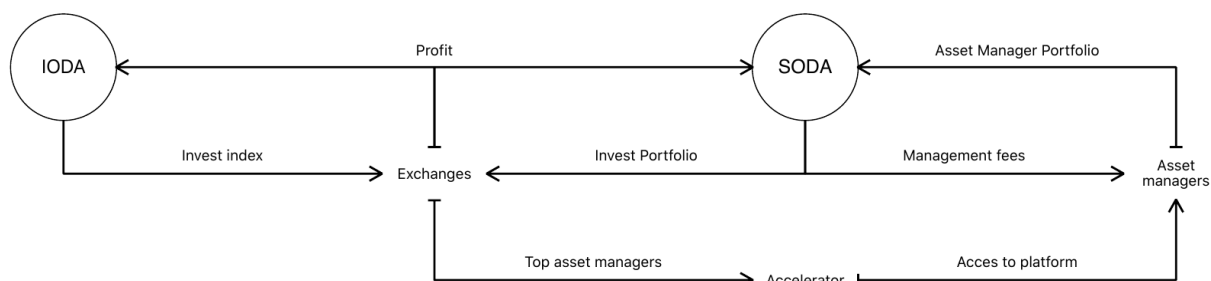 Profit
Asset Manager Portfolio
IODA
SODA
Invest index
Invest Portfolio
Management fees
Exchanges
Asset
managers
Top asset managers
Acces to platform
Accelerator